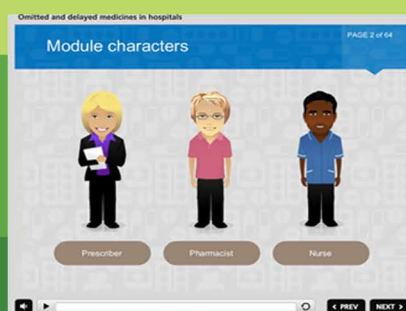 Omitted and delayed medicines in hospitals
Module characters
PAGE 2 of 64
Prescriber
Pharmacist
Nurse
< PREV
NEXT >